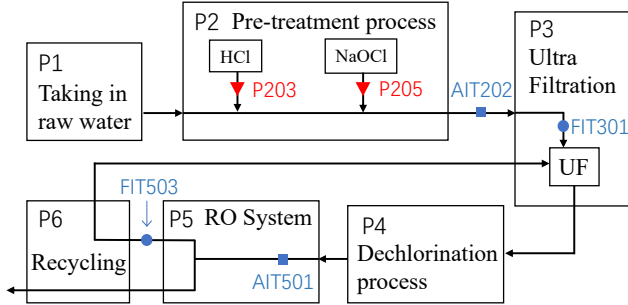 P1
Taking in
raw water
P2 Pre-treatment process
HCl
NaOCl
P203
P205
AIT202
P3
Ultra
Filtration
FIT301
UF
FIT503
P6
Recycling
P5 RO System
AIT501
P4
Dechlorination
process